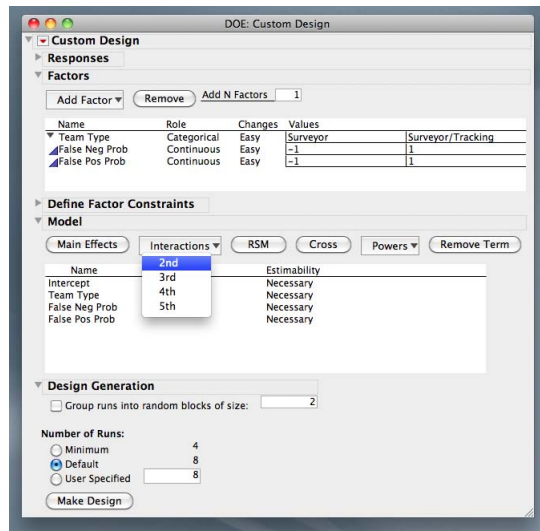 DOE: Custom Design
Custom Design
Responses
Factors
Add Factor Remove Add N Factors 1
Name Role Changes Values
Team Type Categorical Easy Surveyor Surveyor/Tracking
False Neg Prob Continuous Easy -1 1
False Pos Prob Continuous Easy -1 1
Define Factor Constraints
Model
Main Effects Interactions RSM Cross Powers Remove Term
Name Estimability
2nd
3rd
4th
5th
Intercept Necessary
Team Type Necessary
False Neg Prob Necessary
False Pos Prob Necessary
Design Generation
Group runs into random blocks of size: 2
Number of Runs:
Minimum 4
Default 8
User Specified 8
Make Design